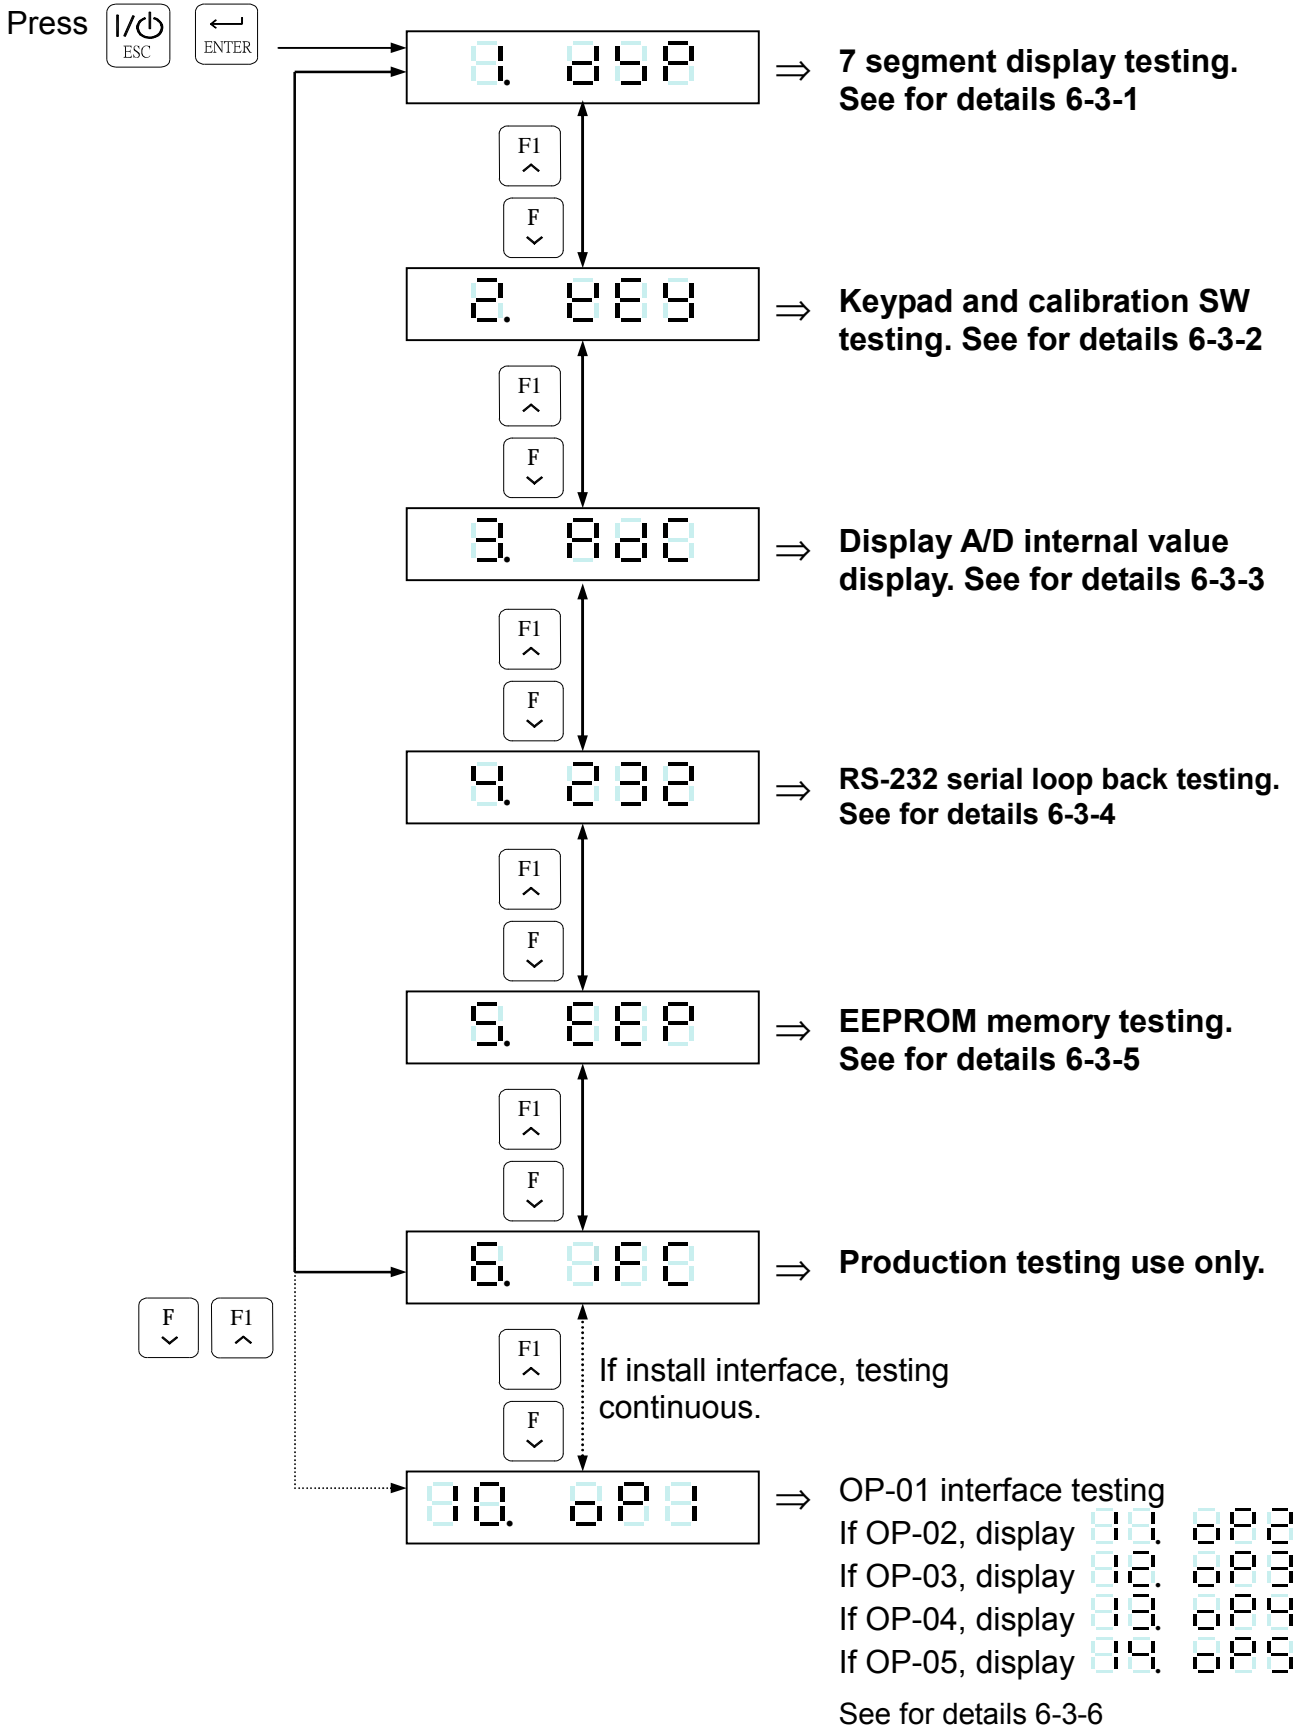 Press I/⏻ ESC ← ENTER
1. dSP
⇒ 7 segment display testing.
See for details 6-3-1
F1
F
2. KEY
⇒ Keypad and calibration SW
testing. See for details 6-3-2
F1
F
3. AdC
⇒ Display A/D internal value
display. See for details 6-3-3
F1
F
4. 232
⇒ RS-232 serial loop back testing.
See for details 6-3-4
F1
F
5. EEP
⇒ EEPROM memory testing.
See for details 6-3-5
F1
F
6. iFC
⇒ Production testing use only.
F F1
F1
F
If install interface, testing
continuous.
10. oP1
⇒ OP-01 interface testing
If OP-02, display 11. oP2
If OP-03, display 12. oP3
If OP-04, display 13. oP4
If OP-05, display 14. oP5
See for details 6-3-6